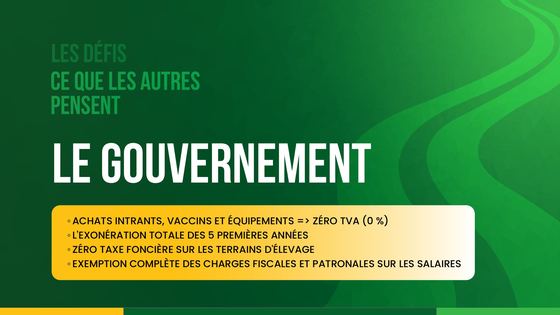 LES DÉFIS
CE QUE LES AUTRES
PENSENT
LE GOUVERNEMENT
• ACHATS INTRANTS, VACCINS ET ÉQUIPEMENTS => ZÉRO TVA (0 %)
• L'EXONÉRATION TOTALE DES 5 PREMIÈRES ANNÉES
• ZÉRO TAXE FONCIÈRE SUR LES TERRAINS D'ÉLEVAGE
• EXEMPTION COMPLÈTE DES CHARGES FISCALES ET PATRONALES SUR LES SALAIRES